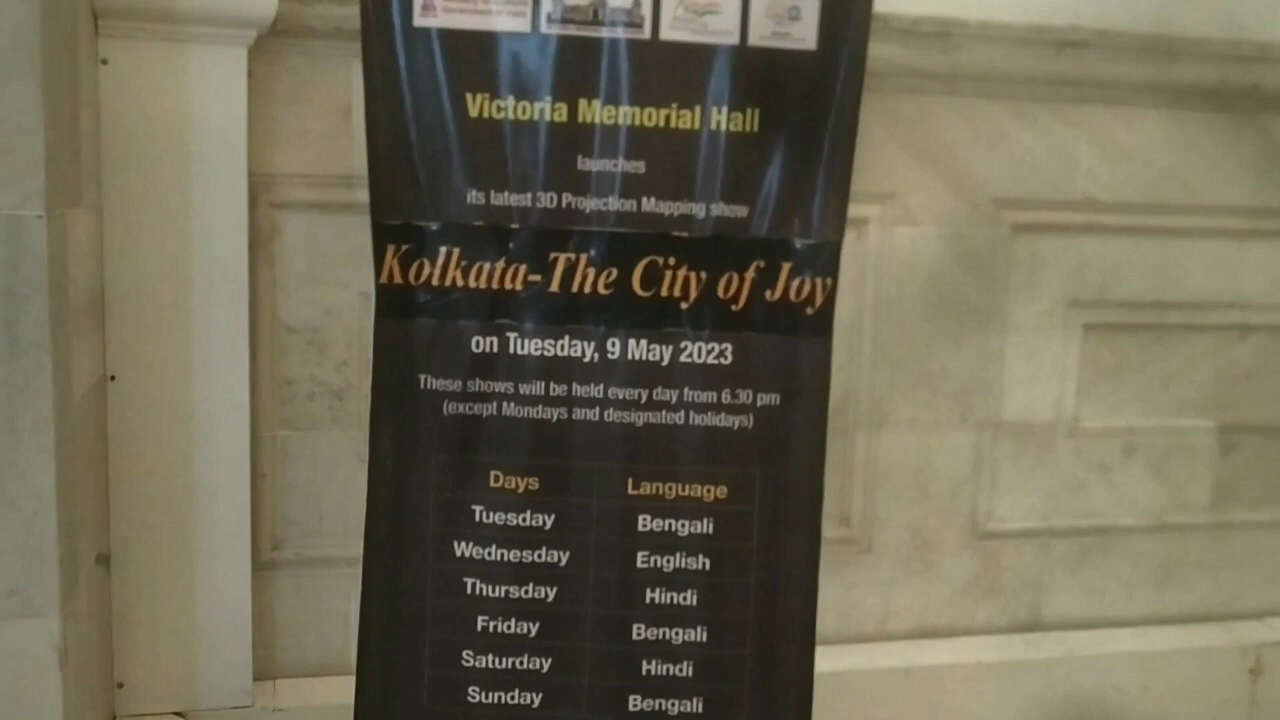 Victoria Memorial Hall
launches
its latest 3D Projection Mapping show
Kolkata-The City of Joy
on Tuesday, 9 May 2023
These shows will be held every day from 6.30 pm
(except Mondays and designated holidays)
Days Language
Tuesday Bengali
Wednesday English
Thursday Hindi
Friday Bengali
Saturday Hindi
Sunday Bengali